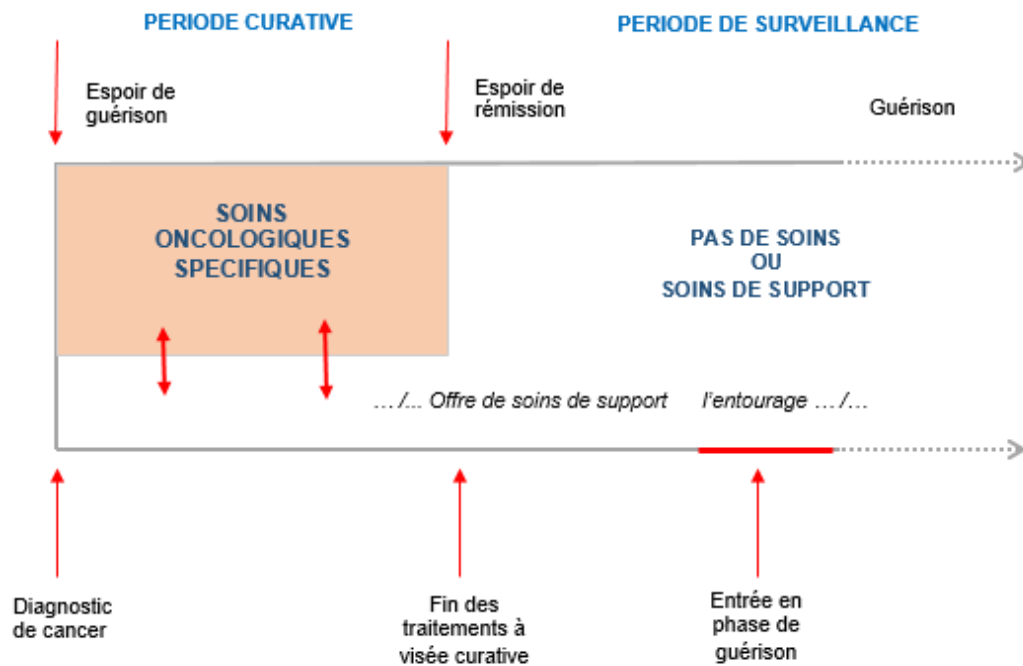 PERIODE CURATIVE
PERIODE DE SURVEILLANCE
Espoir de
guérison
Espoir de
rémission
Guérison
SOINS
ONCOLOGIQUES
SPECIFIQUES
PAS DE SOINS
OU
SOINS DE SUPPORT
… /... Offre de soins de support l'entourage … /…
Diagnostic
de cancer
Fin des
traitements à
visée curative
Entrée en
phase de
guérison